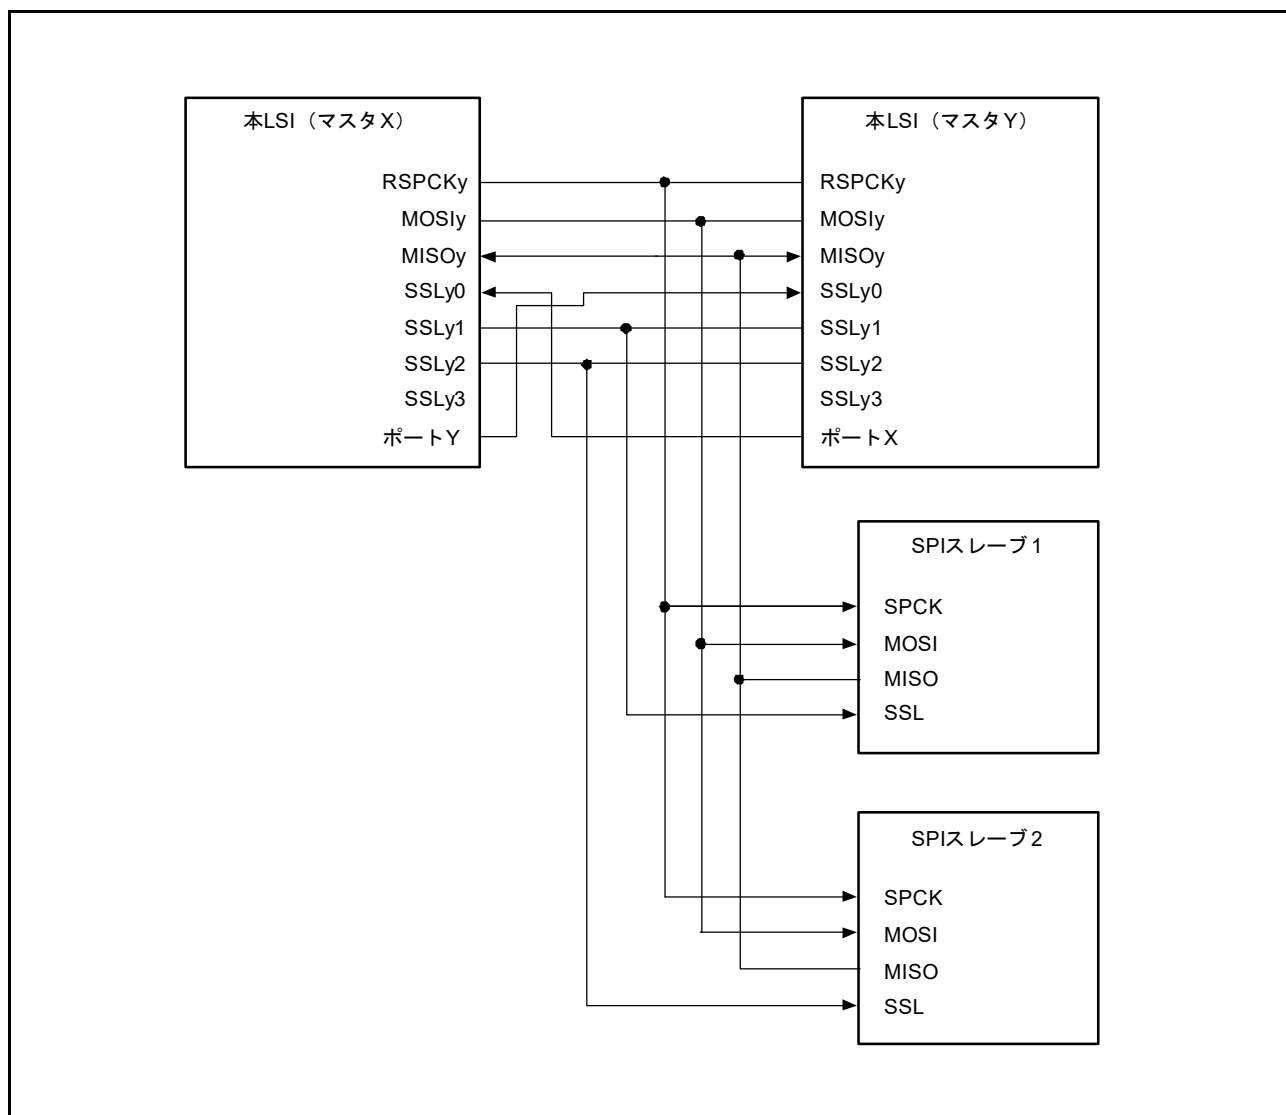 本LSI（マスタX）
RSPCKy
MOSIy
MISOy
SSLy0
SSLy1
SSLy2
SSLy3
ポートY
本LSI（マスタY）
RSPCKy
MOSIy
MISOy
SSLy0
SSLy1
SSLy2
SSLy3
ポートX
SPIスレーブ1
SPCK
MOSI
MISO
SSL
SPIスレーブ2
SPCK
MOSI
MISO
SSL